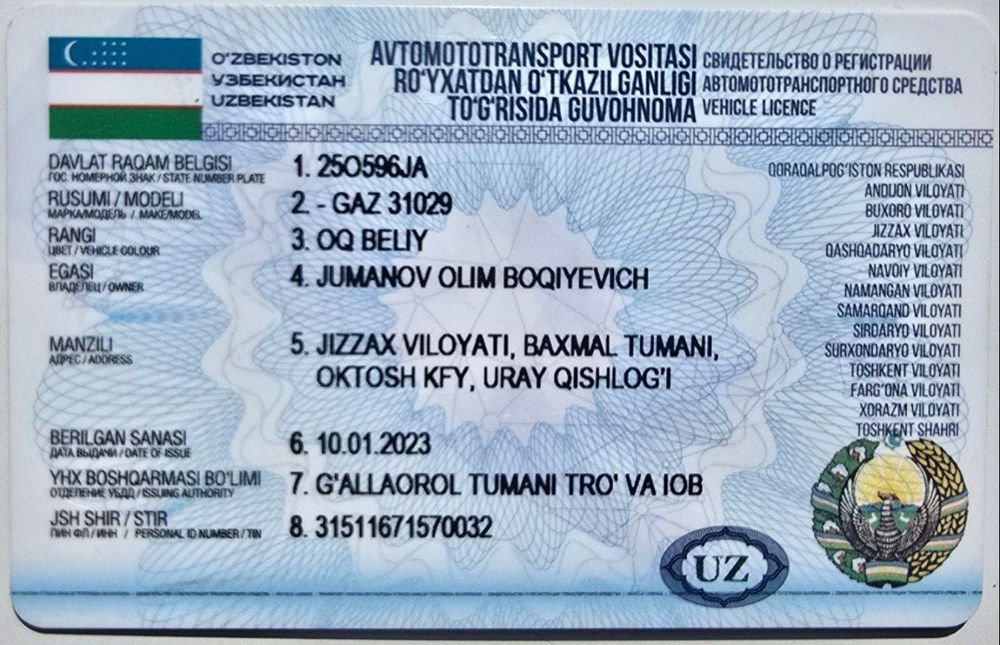 O'ZBEKISTON
ЎЗБЕКИСТАН
UZBEKISTAN
AVTOMOTOTRANSPORT VOSITASI
RO'YXATDAN O'TKAZILGANLIGI
TO'G'RISIDA GUVOHNOMA
СВИДЕТЕЛЬСТВО О РЕГИСТРАЦИИ
АВТОМОТОТРАНСПОРТНОГО СРЕДСТВА
VEHICLE LICENCE
DAVLAT RAQAM BELGISI
ГОС. НОМЕРНОЙ ЗНАК / STATE NUMBER PLATE
1. 25O596JA
RUSUMI / MODELI
МАРКА/МОДЕЛЬ / MAKE/MODEL
2. - GAZ 31029
RANGI
ЦВЕТ / VEHICLE COLOUR
3. OQ BELIY
EGASI
ВЛАДЕЛЕЦ / OWNER
4. JUMANOV OLIM BOQIYEVICH
MANZILI
АДРЕС / ADDRESS
5. JIZZAX VILOYATI, BAXMAL TUMANI,
OKTOSH KFY, URAY QISHLOG'I
BERILGAN SANASI
ДАТА ВЫДАЧИ / DATE OF ISSUE
6. 10.01.2023
YHX BOSHQARMASI BO'LIMI
ОТДЕЛЕНИЕ УБДД / ISSUING AUTHORITY
7. G'ALLAOROL TUMANI TRO' VA IOB
JSH SHIR / STIR
ПИН ФЛ / ИНН / PERSONAL ID NUMBER / TIN
8. 31511671570032
QORAQALPOG'ISTON RESPUBLIKASI
ANDIJON VILOYATI
BUXORO VILOYATI
JIZZAX VILOYATI
QASHQADARYO VILOYATI
NAVOIY VILOYATI
NAMANGAN VILOYATI
SAMARQAND VILOYATI
SIRDARYO VILOYATI
SURXONDARYO VILOYATI
TOSHKENT VILOYATI
FARG'ONA VILOYATI
XORAZM VILOYATI
TOSHKENT SHAHRI
UZ